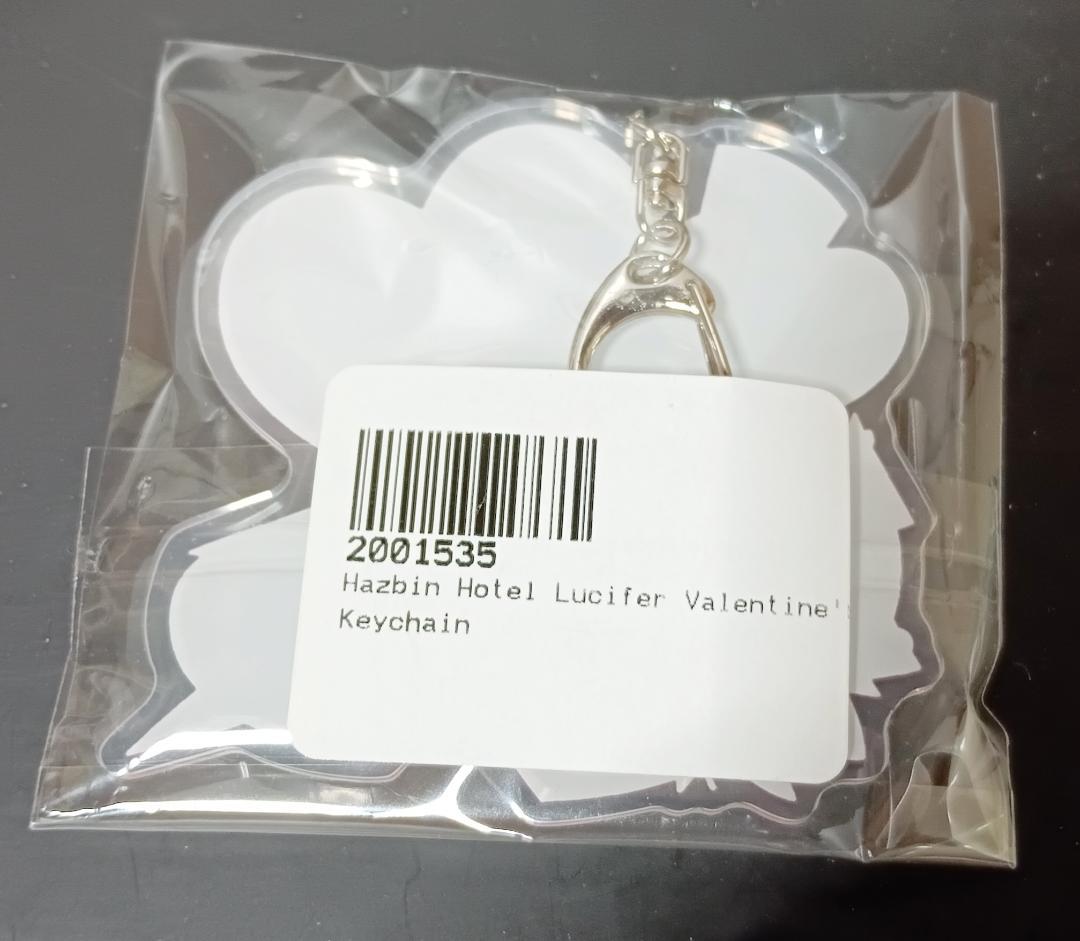 2001535
Hazbin Hotel Lucifer Valentine'
Keychain